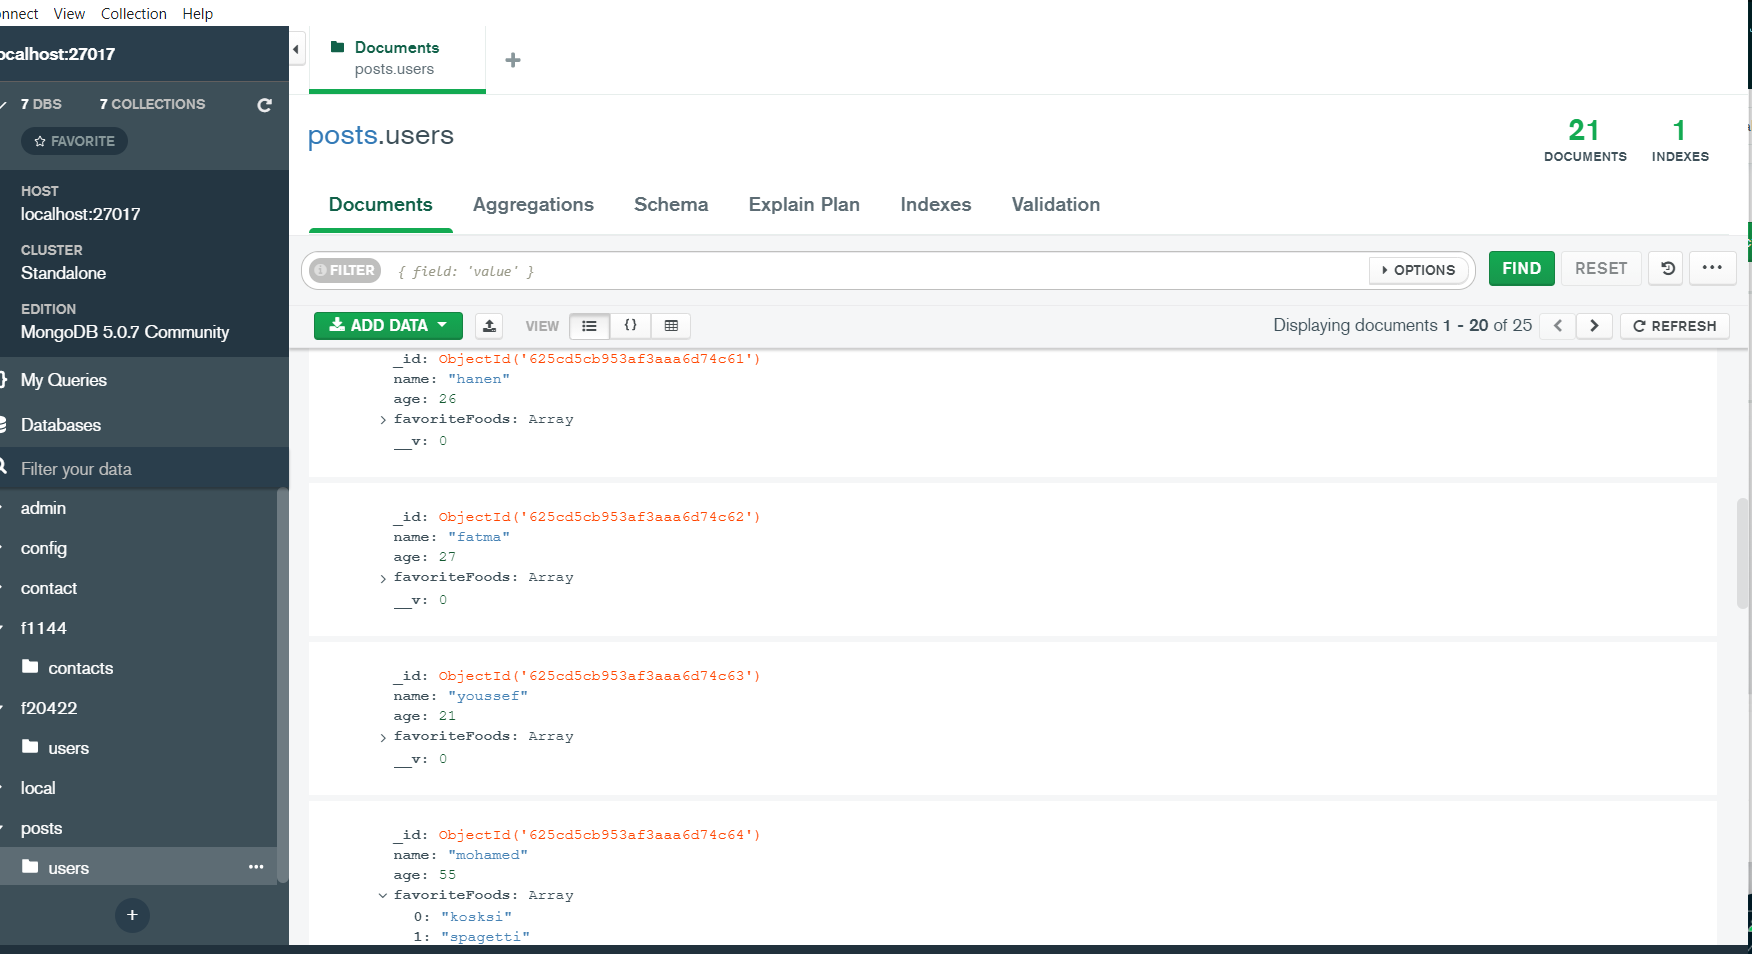 nnect View Collection Help
ocalhost:27017
7 DBS 7 COLLECTIONS
FAVORITE
HOST
localhost:27017
CLUSTER
Standalone
EDITION
MongoDB 5.0.7 Community
My Queries
Databases
Filter your data
admin
config
contact
f1144
contacts
f20422
users
local
posts
users
Documents
posts.users
posts.users
21
DOCUMENTS
1
INDEXES
Documents Aggregations Schema Explain Plan Indexes Validation
FILTER { field: 'value' } OPTIONS FIND RESET
ADD DATA VIEW {} Displaying documents 1 - 20 of 25 REFRESH
_id: ObjectId('625cd5cb953af3aaa6d74c61')
name: "hanen"
age: 26
favoriteFoods: Array
__v: 0
_id: ObjectId('625cd5cb953af3aaa6d74c62')
name: "fatma"
age: 27
favoriteFoods: Array
__v: 0
_id: ObjectId('625cd5cb953af3aaa6d74c63')
name: "youssef"
age: 21
favoriteFoods: Array
__v: 0
_id: ObjectId('625cd5cb953af3aaa6d74c64')
name: "mohamed"
age: 55
favoriteFoods: Array
0: "kosksi"
1: "spagetti"